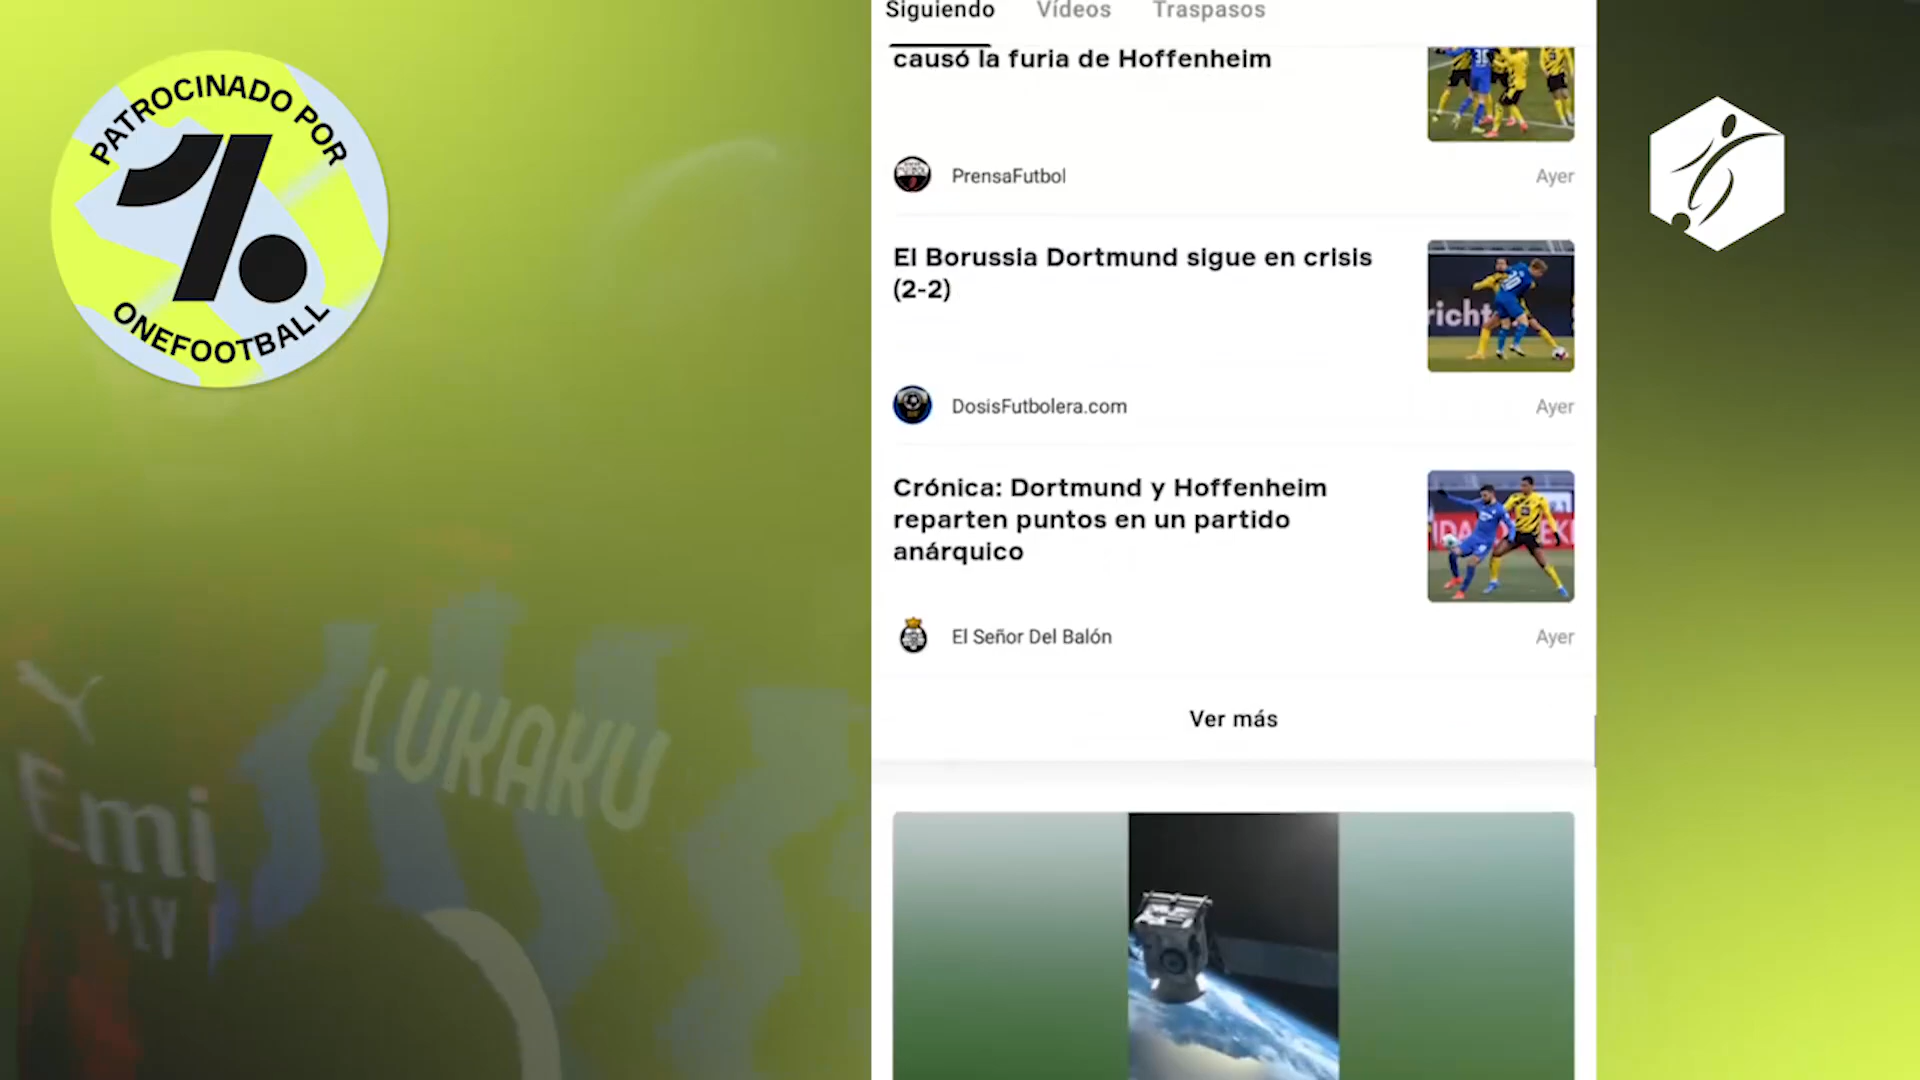 PATROCINADO POR
ONEFOOTBALL
Emi
FLY
LUKAKU
Siguiendo Vídeos Traspasos
causó la furia de Hoffenheim
PrensaFutbol Ayer
El Borussia Dortmund sigue en crisis
(2-2)
richt
DosisFutbolera.com Ayer
Crónica: Dortmund y Hoffenheim
reparten puntos en un partido
anárquico
El Señor Del Balón Ayer
Ver más